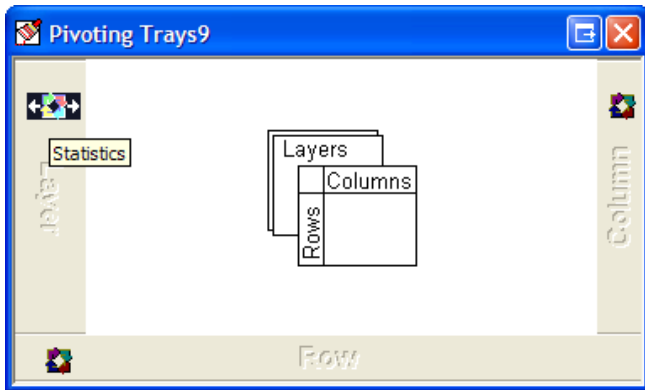 Pivoting Trays9
Statistics
Layer
Layers
Columns
Rows
Column
Row